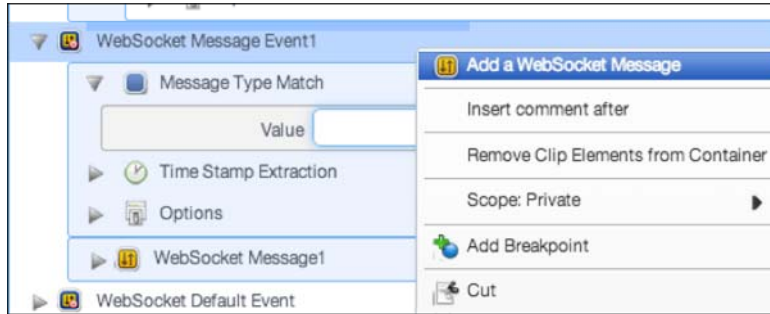 WebSocket Message Event1
Add a WebSocket Message
Message Type Match
Insert comment after
Value
Remove Clip Elements from Container
Time Stamp Extraction
Scope: Private
Options
Add Breakpoint
WebSocket Message1
Cut
WebSocket Default Event